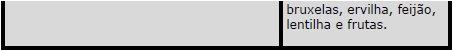 bruxelas, ervilha, feijão,
lentilha e frutas.